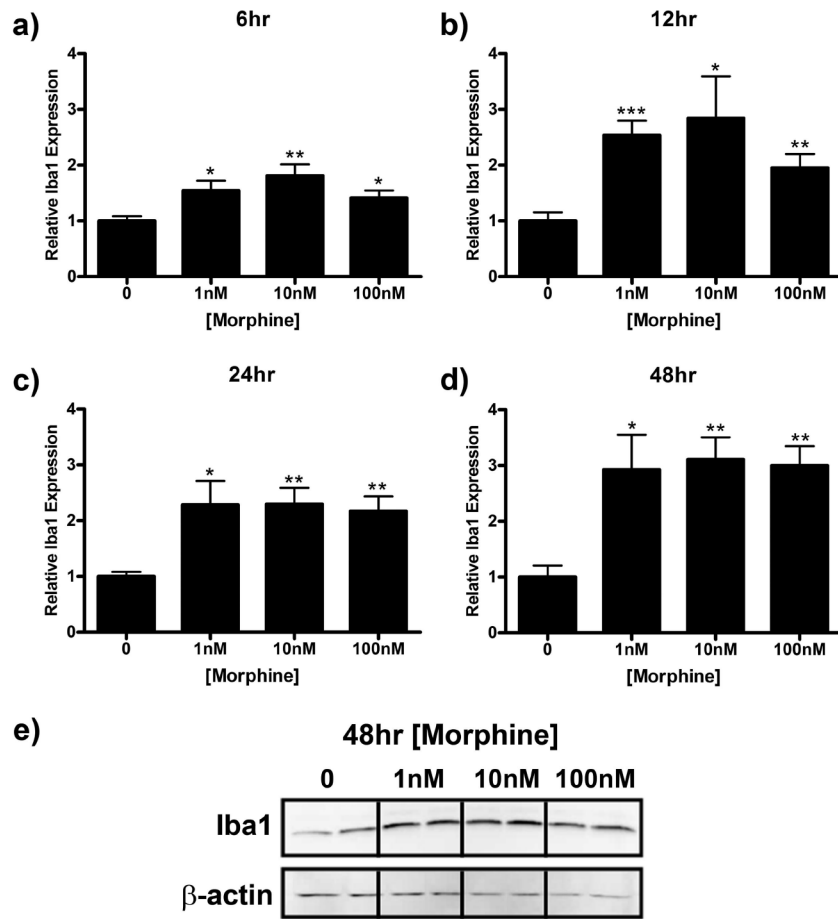 a)
6hr
Relative Iba1 Expression
4
3
2
1
0
*
**
*
0 1nM 10nM 100nM
[Morphine]
b)
12hr
Relative Iba1 Expression
4
3
2
1
0
***
*
**
0 1nM 10nM 100nM
[Morphine]
c)
24hr
Relative Iba1 Expression
4
3
2
1
0
*
**
**
0 1nM 10nM 100nM
[Morphine]
d)
48hr
Relative Iba1 Expression
4
3
2
1
0
*
**
**
0 1nM 10nM 100nM
[Morphine]
e)
48hr [Morphine]
0 1nM 10nM 100nM
Iba1
β-actin